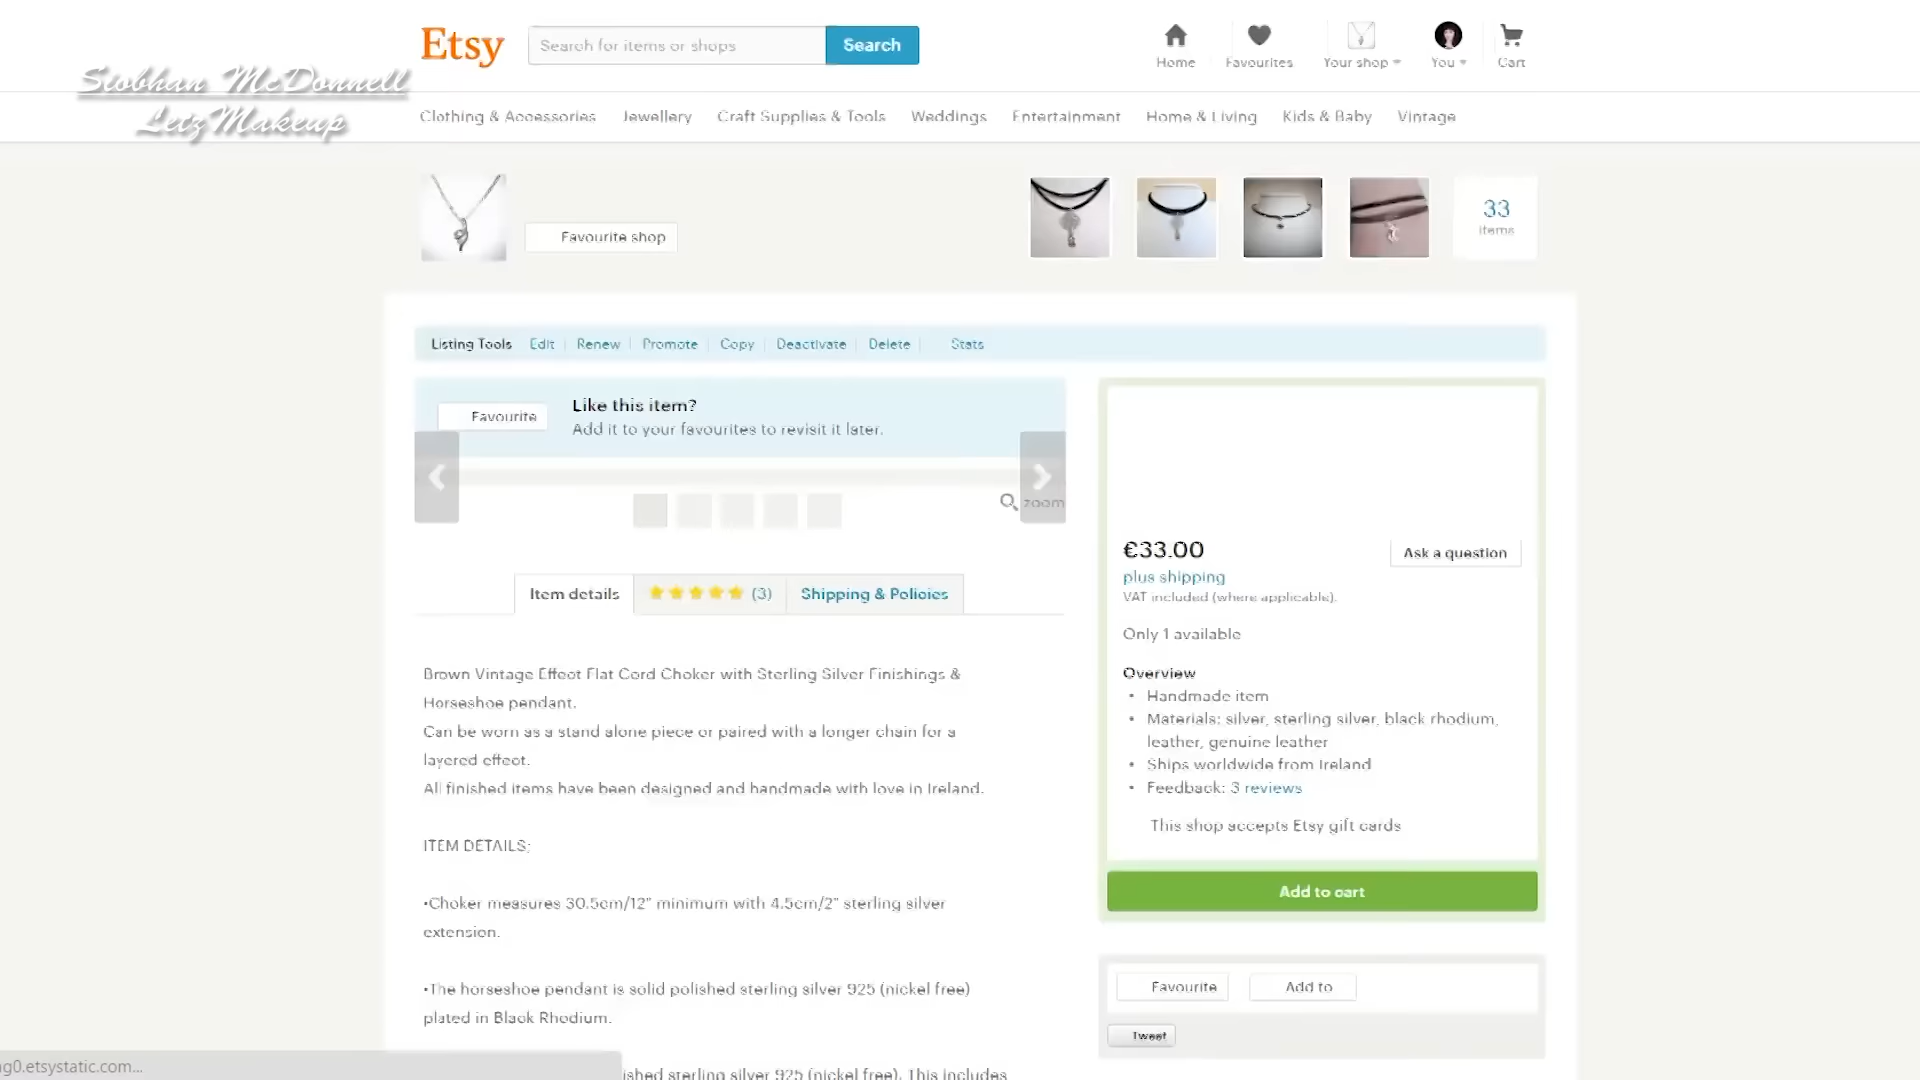 Etsy
Search for items or shops
Search
Home
Favourites
Your shop
You
Cart
Siobhan McDonnell
LetzMakeup
Clothing & Accessories
Jewellery
Craft Supplies & Tools
Weddings
Entertainment
Home & Living
Kids & Baby
Vintage
Favourite shop
33
items
Listing Tools
Edit
Renew
Promote
Copy
Deactivate
Delete
Stats
Favourite
Like this item?
Add it to your favourites to revisit it later.
zoom
Item details
(3)
Shipping & Policies
Brown Vintage Effect Flat Cord Choker with Sterling Silver Finishings &
Horseshoe pendant.
Can be worn as a stand alone piece or paired with a longer chain for a
layered effect.
All finished items have been designed and handmade with love in Ireland.
ITEM DETAILS;
•Choker measures 30.5cm/12" minimum with 4.5cm/2" sterling silver
extension.
•The horseshoe pendant is solid polished sterling silver 925 (nickel free)
plated in Black Rhodium.
ished sterling silver 925 (nickel free). This includes
€33.00
Ask a question
plus shipping
VAT included (where applicable).
Only 1 available
Overview
• Handmade item
• Materials: silver, sterling silver, black rhodium,
leather, genuine leather
• Ships worldwide from Ireland
• Feedback: 3 reviews
This shop accepts Etsy gift cards
Add to cart
Favourite
Add to
Tweet
g0.etsystatic.com...